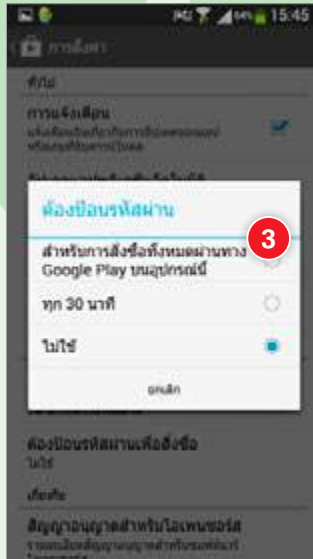 15:45
การตั้งค่า
ทั่วไป
การแจ้งเตือน
ต้องป้อนรหัสผ่าน
สำหรับการสั่งซื้อทั้งหมดผ่านทาง
Google Play บนอุปกรณ์นี้
3
ทุก 30 นาที
ไม่ใช้
ยกเลิก
ต้องป้อนรหัสผ่านเพื่อสั่งซื้อ
ไม่ใช้
เกี่ยวกับ
สัญญาอนุญาตสำหรับโอเพนซอร์ส